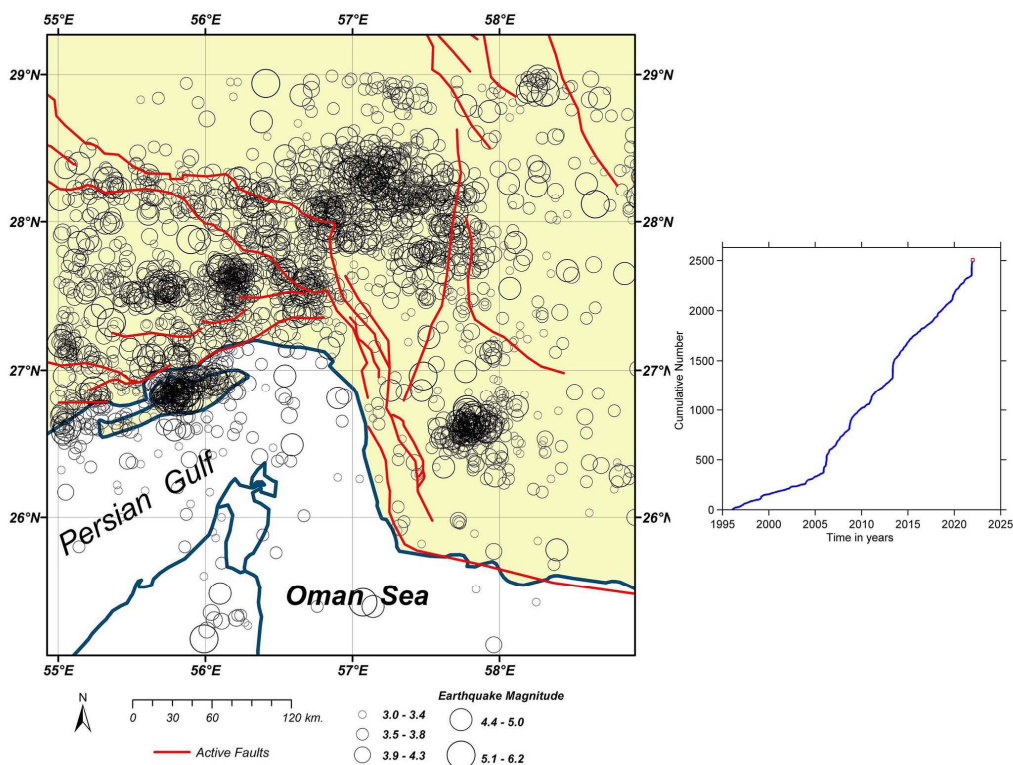 55°E 56°E 57°E 58°E
29°N 29°N
28°N 28°N
27°N 27°N
26°N 26°N
Persian Gulf
Oman Sea
55°E 56°E 57°E 58°E
N
0 30 60 120 km.
Active Faults
Earthquake Magnitude
3.0 - 3.4
3.5 - 3.8
3.9 - 4.3
4.4 - 5.0
5.1 - 6.2
Cumulative Number
2500
2000
1500
1000
500
0
1995 2000 2005 2010 2015 2020 2025
Time in years